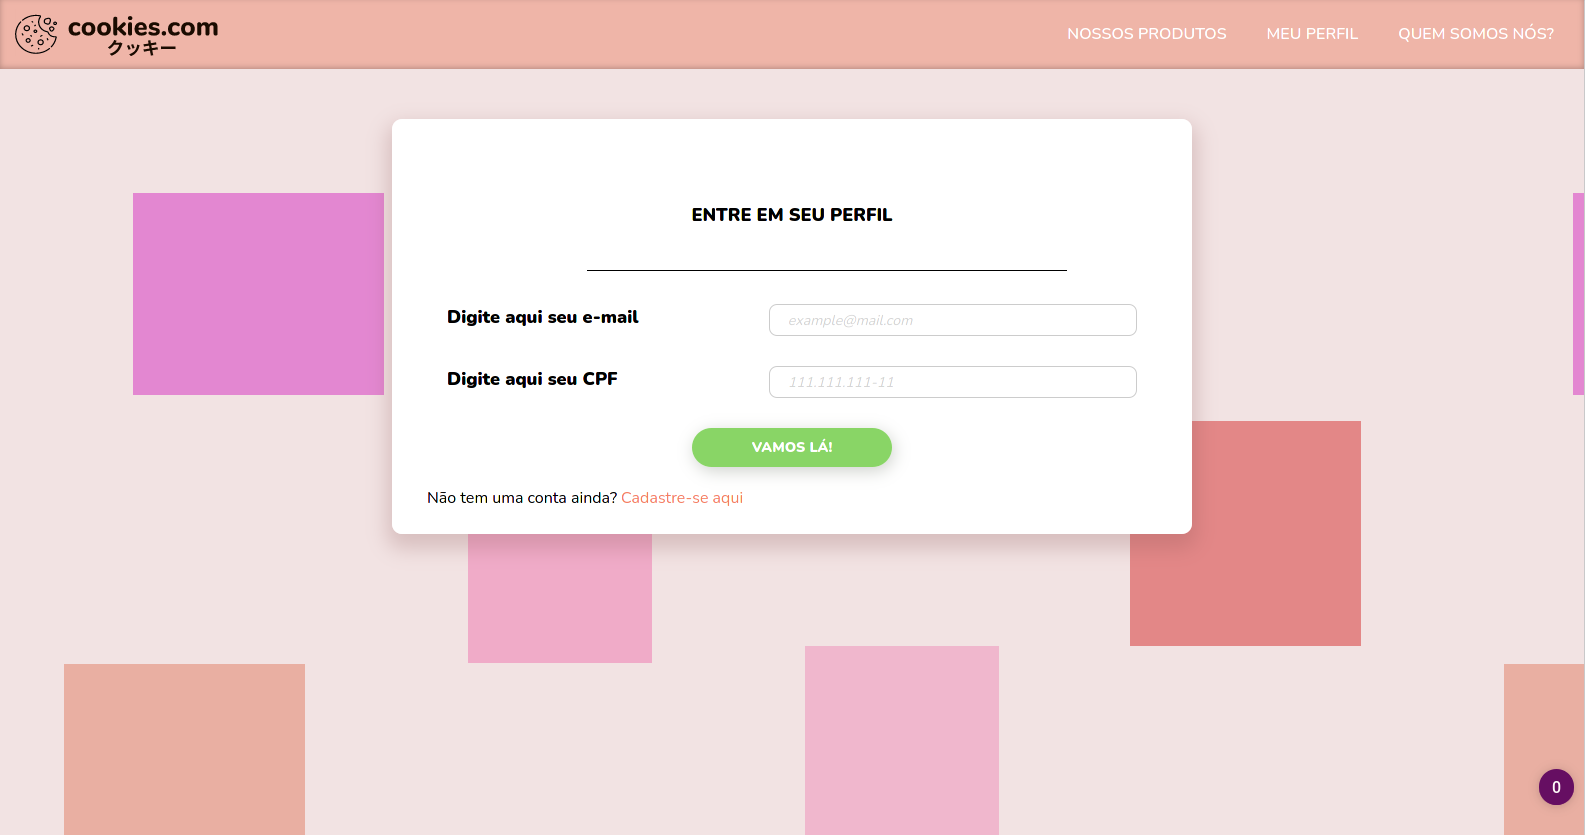 cookies.com
クッキー
NOSSOS PRODUTOS MEU PERFIL QUEM SOMOS NÓS?
ENTRE EM SEU PERFIL
Digite aqui seu e-mail example@mail.com
Digite aqui seu CPF 111.111.111-11
VAMOS LÁ!
Não tem uma conta ainda? Cadastre-se aqui
0